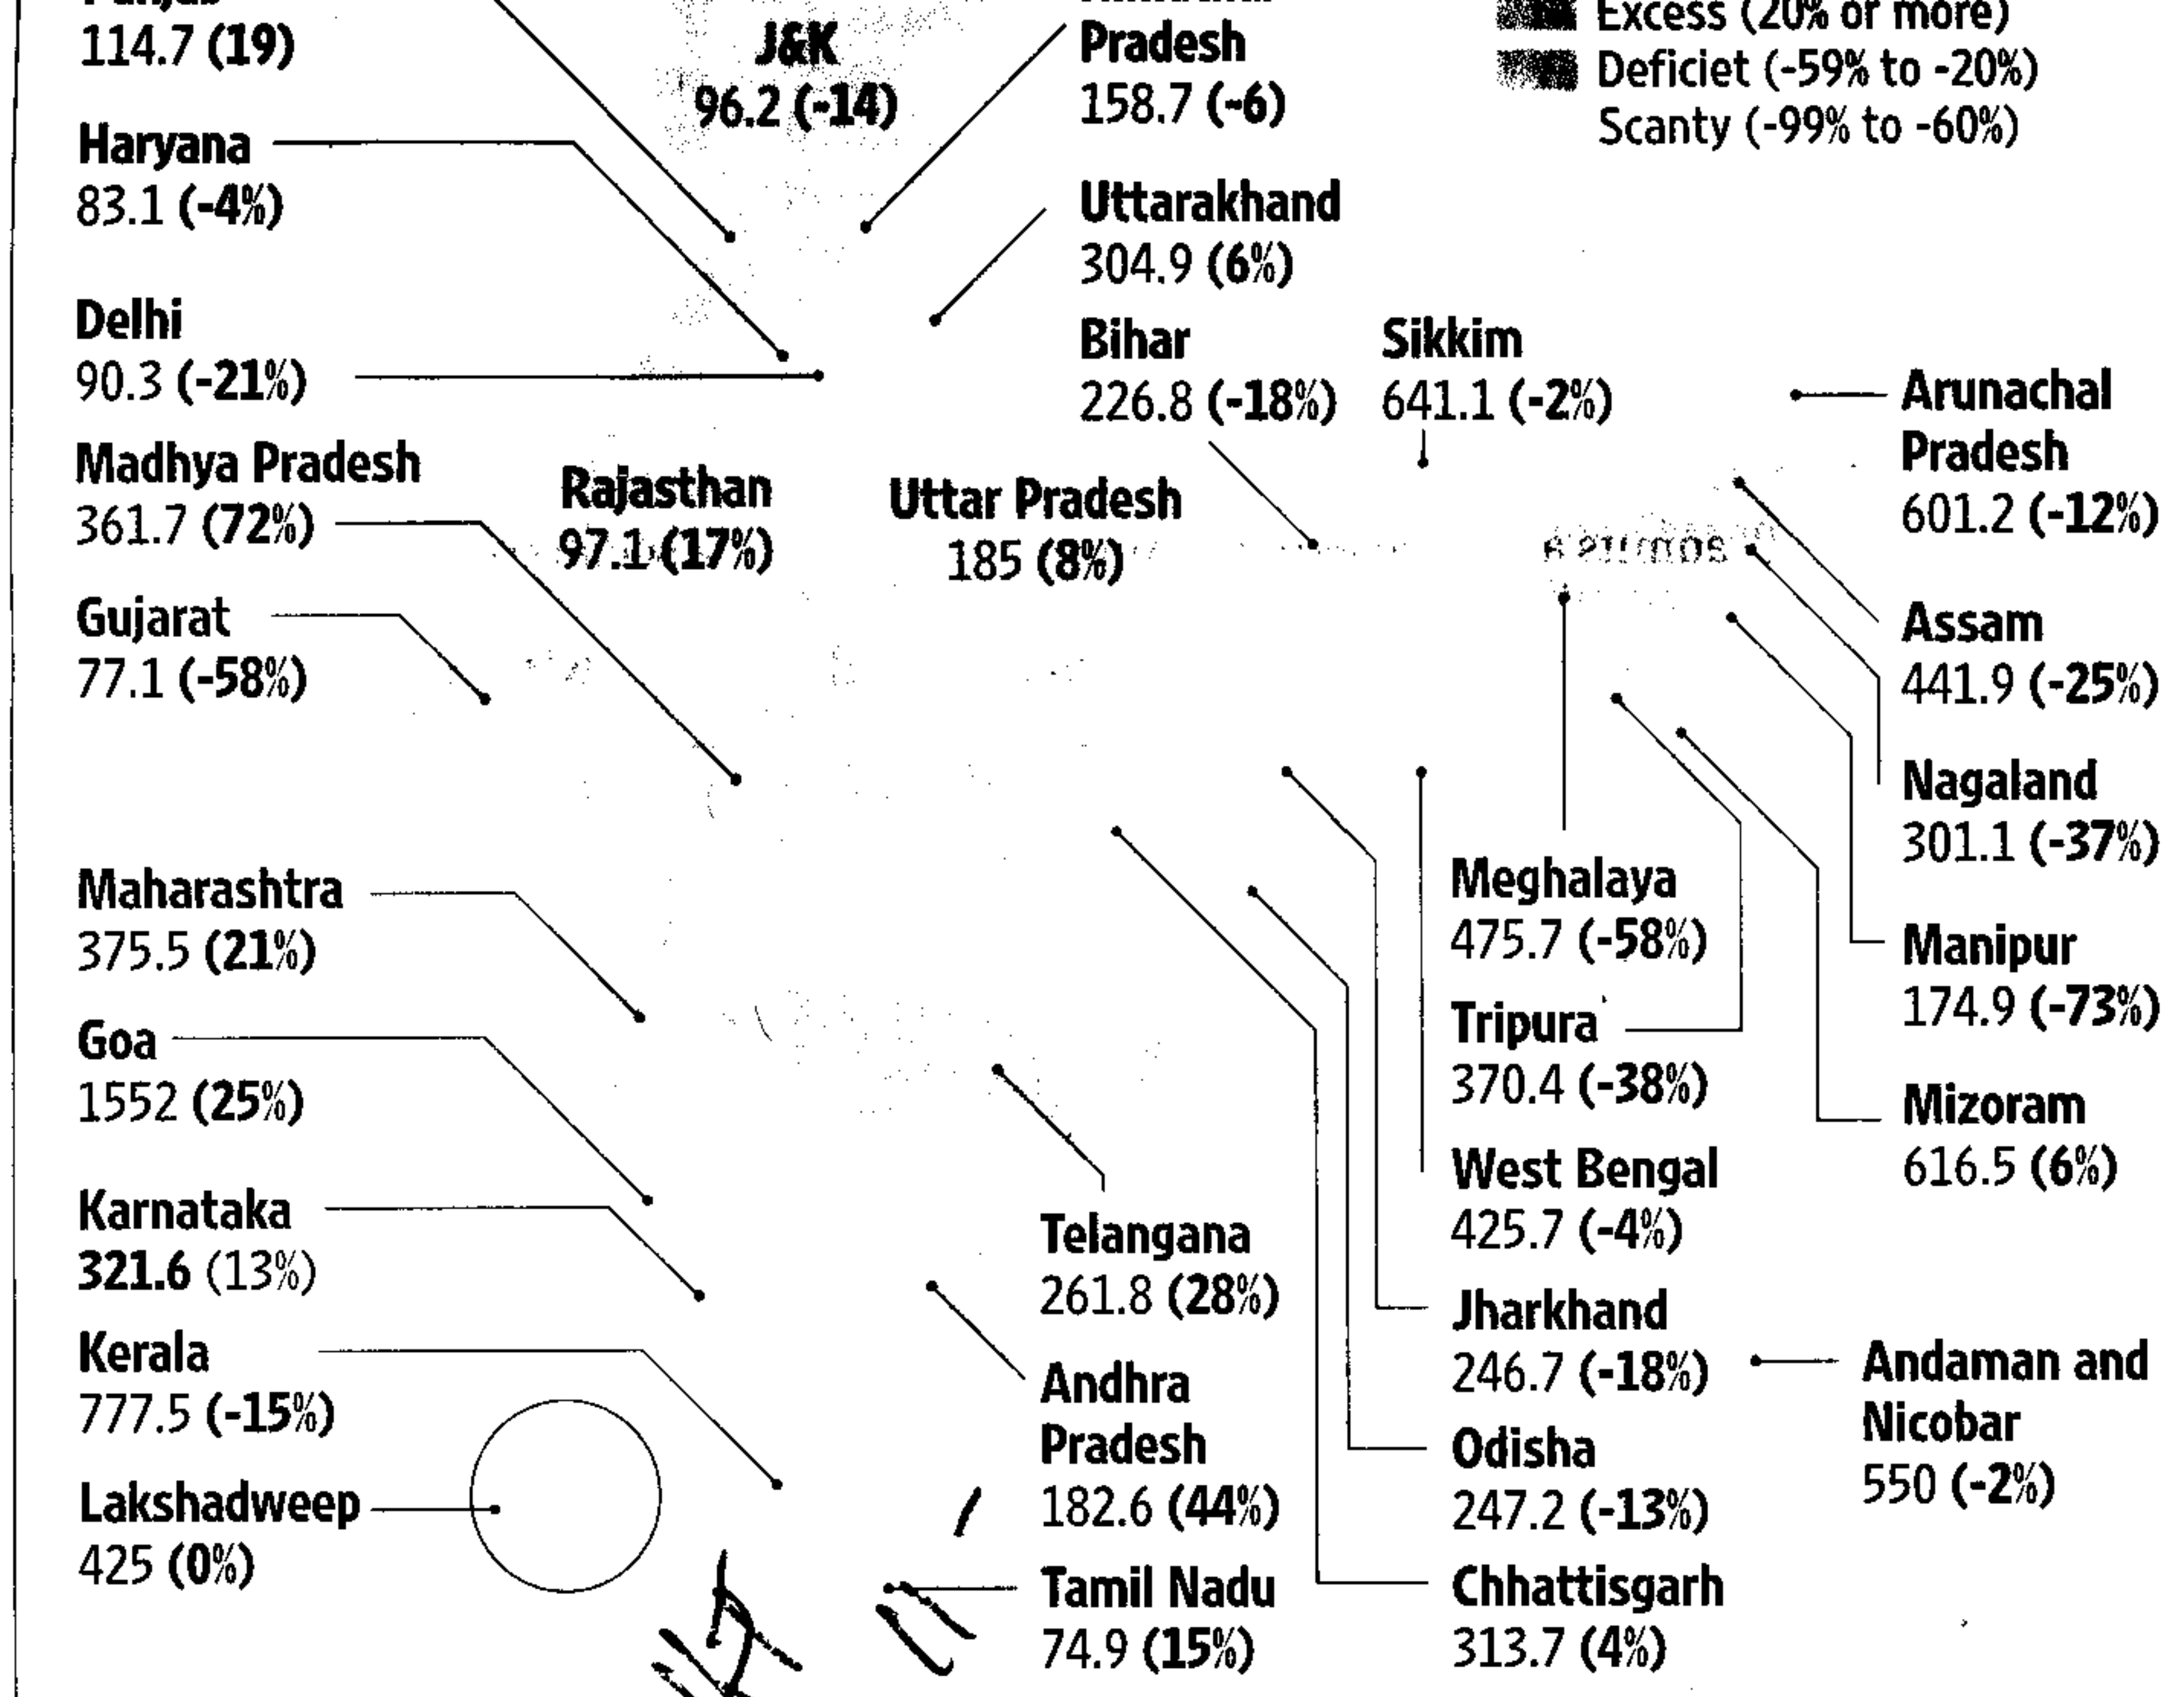 Punjab
114.7 (19)
Haryana
83.1 (-4%)
Delhi
90.3 (-21%)
Madhya Pradesh
361.7 (72%)
Gujarat
77.1 (-58%)
Maharashtra
375.5 (21%)
Goa
1552 (25%)
Karnataka
321.6 (13%)
Kerala
777.5 (-15%)
Lakshadweep
425 (0%)
J&K
96.2 (-14)
Rajasthan
97.1 (17%)
Pradesh
158.7 (-6)
Uttarakhand
304.9 (6%)
Bihar
226.8 (-18%)
Sikkim
641.1 (-2%)
Uttar Pradesh
185 (8%)
Excess (20% or more)
Deficiet (-59% to -20%)
Scanty (-99% to -60%)
Arunachal
Pradesh
601.2 (-12%)
Assam
441.9 (-25%)
Nagaland
301.1 (-37%)
Manipur
174.9 (-73%)
Mizoram
616.5 (6%)
Meghalaya
475.7 (-58%)
Tripura
370.4 (-38%)
West Bengal
425.7 (-4%)
Jharkhand
246.7 (-18%)
Odisha
247.2 (-13%)
Chhattisgarh
313.7 (4%)
Telangana
261.8 (28%)
Andhra
Pradesh
182.6 (44%)
Tamil Nadu
74.9 (15%)
Andaman and
Nicobar
550 (-2%)